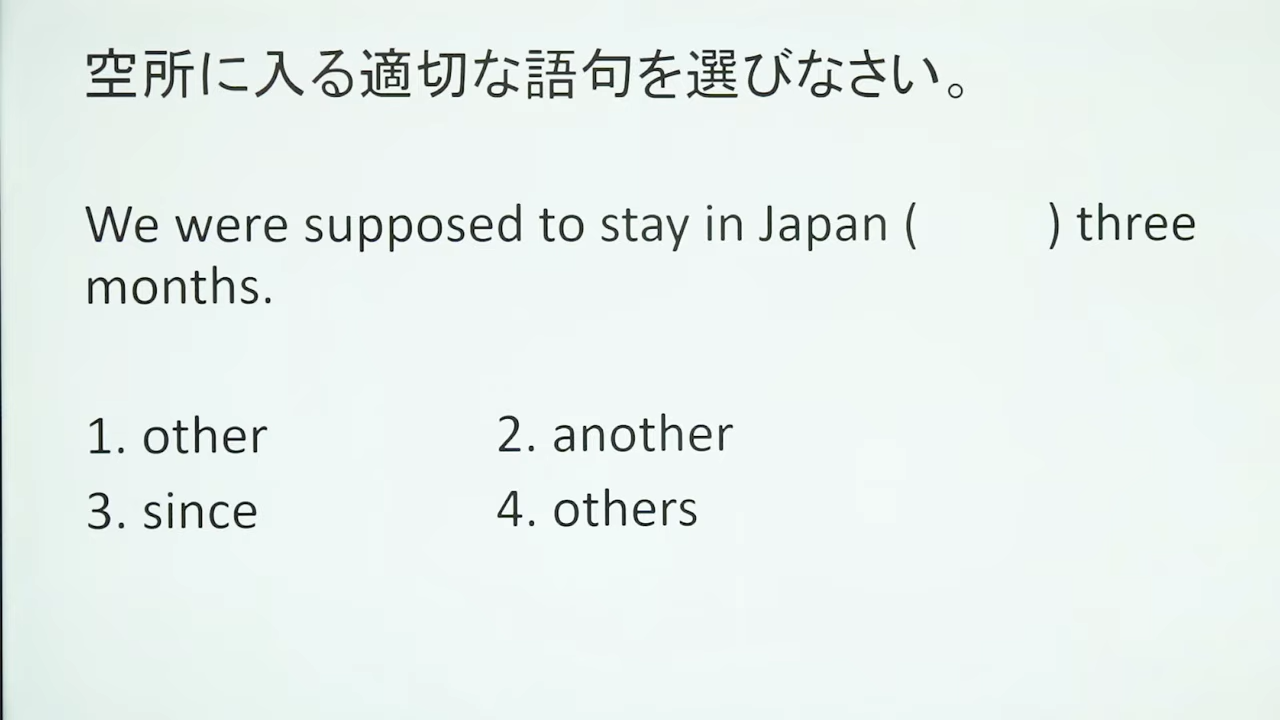 空所に入る適切な語句を選びなさい。
We were supposed to stay in Japan (　　) three
months.
1. other 2. another
3. since 4. others